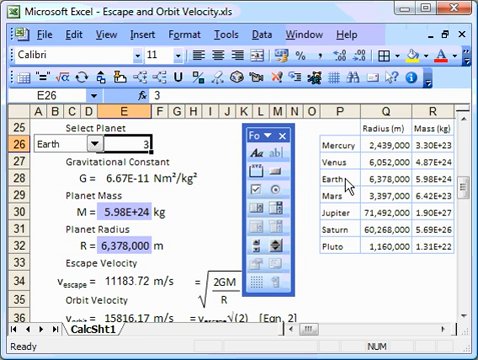 Microsoft Excel - Escape and Orbit Velocity.xls
File Edit View Insert Format Tools Data Window Help
Calibri 11 B %
E26 3
A B C D E F G H I J K L M N O P Q R
25 Select Planet Radius (m) Mass (kg)
26 Earth 3 Mercury 2,439,000 3.30E+23
27 Gravitational Constant Venus 6,052,000 4.87E+24
28 G = 6.67E-11 Nm²/kg² Earth 6,378,000 5.98E+24
29 Planet Mass Mars 3,397,000 6.42E+23
30 M = 5.98E+24 kg Jupiter 71,492,000 1.90E+27
31 Planet Radius Saturn 60,268,000 5.69E+26
32 R = 6,378,000 m Pluto 1,160,000 1.31E+22
33 Escape Velocity
34 vescape = 11183.72 m/s = √2GM
R
35 Orbit Velocity
36 v = 15816.17 m/s = vescape√(2) [Eqn. 2]
Fo
Aa ab|
CalcSht1
Ready NUM